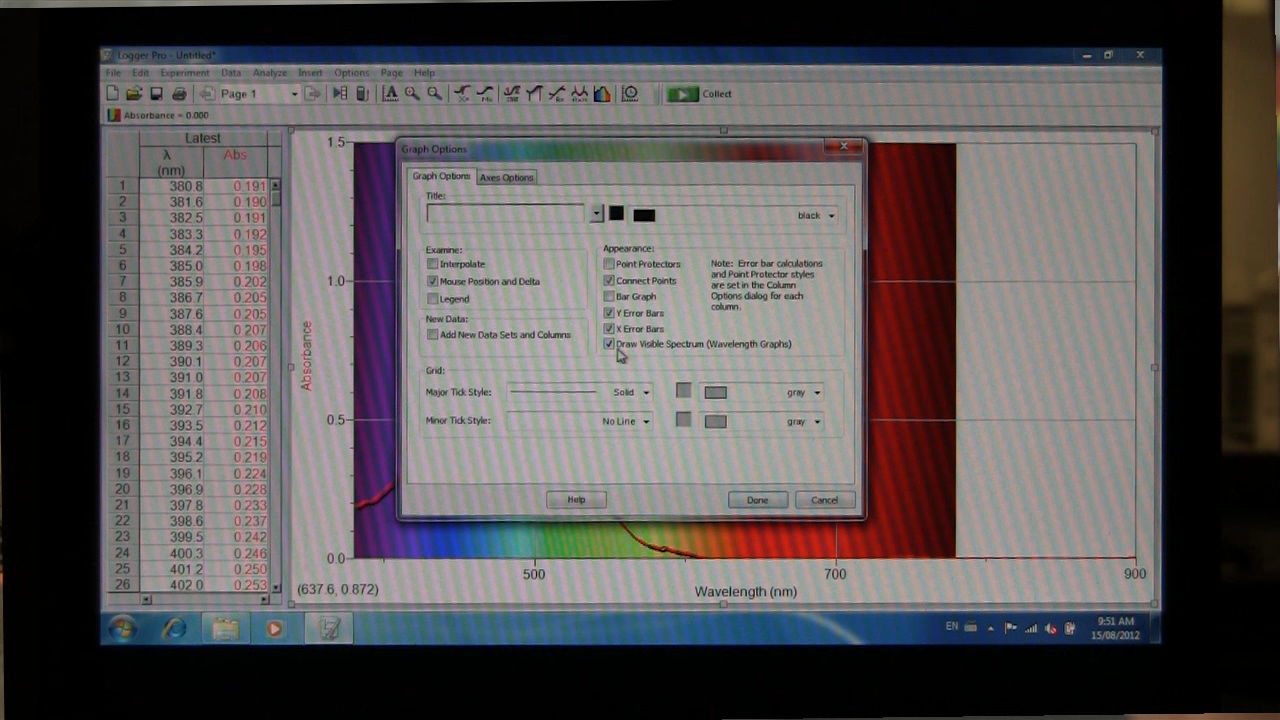 Logger Pro - Untitled*
File Edit Experiment Data Analyze Insert Options Page Help
Page 1
Collect
Absorbance = 0.000
Latest
λ Abs
(nm)
1 380.8 0.191
2 381.6 0.190
3 382.5 0.191
4 383.3 0.192
5 384.2 0.195
6 385.0 0.198
7 385.9 0.202
8 386.7 0.205
9 387.6 0.205
10 388.4 0.207
11 389.3 0.206
12 390.1 0.207
13 391.0 0.207
14 391.8 0.208
15 392.7 0.210
16 393.5 0.212
17 394.4 0.215
18 395.2 0.219
19 396.1 0.224
20 396.9 0.228
21 397.8 0.233
22 398.6 0.237
23 399.5 0.242
24 400.3 0.246
25 401.2 0.250
26 402.0 0.253
1.5
1.0
0.5
0.0
Absorbance
500
700
900
Wavelength (nm)
(637.6, 0.872)
Graph Options
Graph Options Axes Options
Title:
black
Examine:
Interpolate
Mouse Position and Delta
Legend
New Data:
Add New Data Sets and Columns
Appearance:
Point Protectors
Connect Points
Bar Graph
Y Error Bars
X Error Bars
Draw Visible Spectrum (Wavelength Graphs)
Note: Error bar calculations
and Point Protector styles
are set in the Column
Options dialog for each
column.
Grid:
Major Tick Style: Solid gray
Minor Tick Style: No Line gray
Help Done Cancel
EN
9:51 AM
15/08/2012